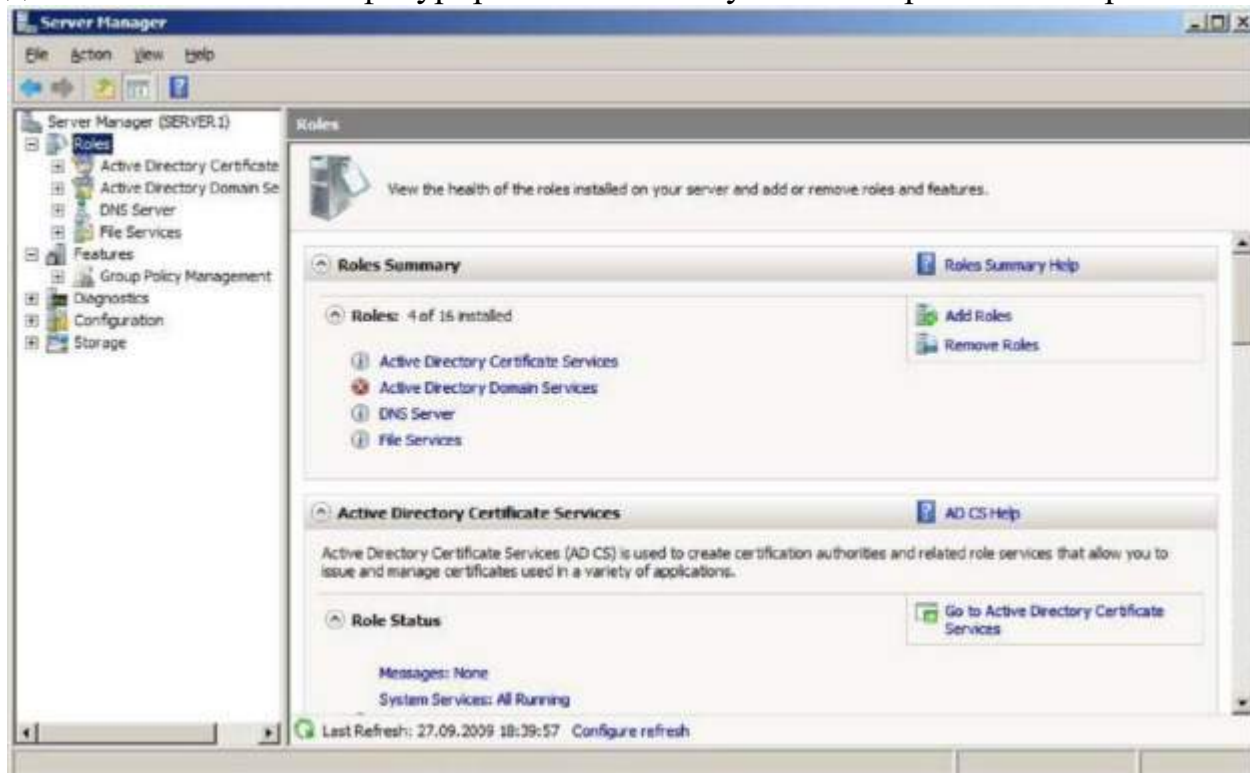 Server Manager
File Action View Help
Server Manager (SERVER1)
Roles
Active Directory Certificate
Active Directory Domain Se
DNS Server
File Services
Features
Group Policy Management
Diagnostics
Configuration
Storage
Roles
View the health of the roles installed on your server and add or remove roles and features.
Roles Summary
Roles Summary Help
Roles: 4 of 16 installed
Add Roles
Remove Roles
Active Directory Certificate Services
Active Directory Domain Services
DNS Server
File Services
Active Directory Certificate Services
AD CS Help
Active Directory Certificate Services (AD CS) is used to create certification authorities and related role services that allow you to
issue and manage certificates used in a variety of applications.
Role Status
Go to Active Directory Certificate
Services
Messages: None
System Services: All Running
Last Refresh: 27.09.2009 18:39:57 Configure refresh